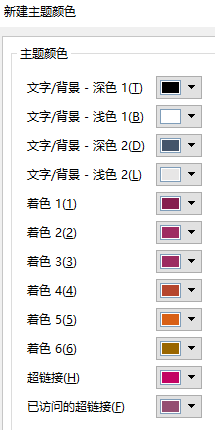 新建主题颜色
主题颜色
文字/背景 - 深色 1(T)
文字/背景 - 浅色 1(B)
文字/背景 - 深色 2(D)
文字/背景 - 浅色 2(L)
着色 1(1)
着色 2(2)
着色 3(3)
着色 4(4)
着色 5(5)
着色 6(6)
超链接(H)
已访问的超链接(F)